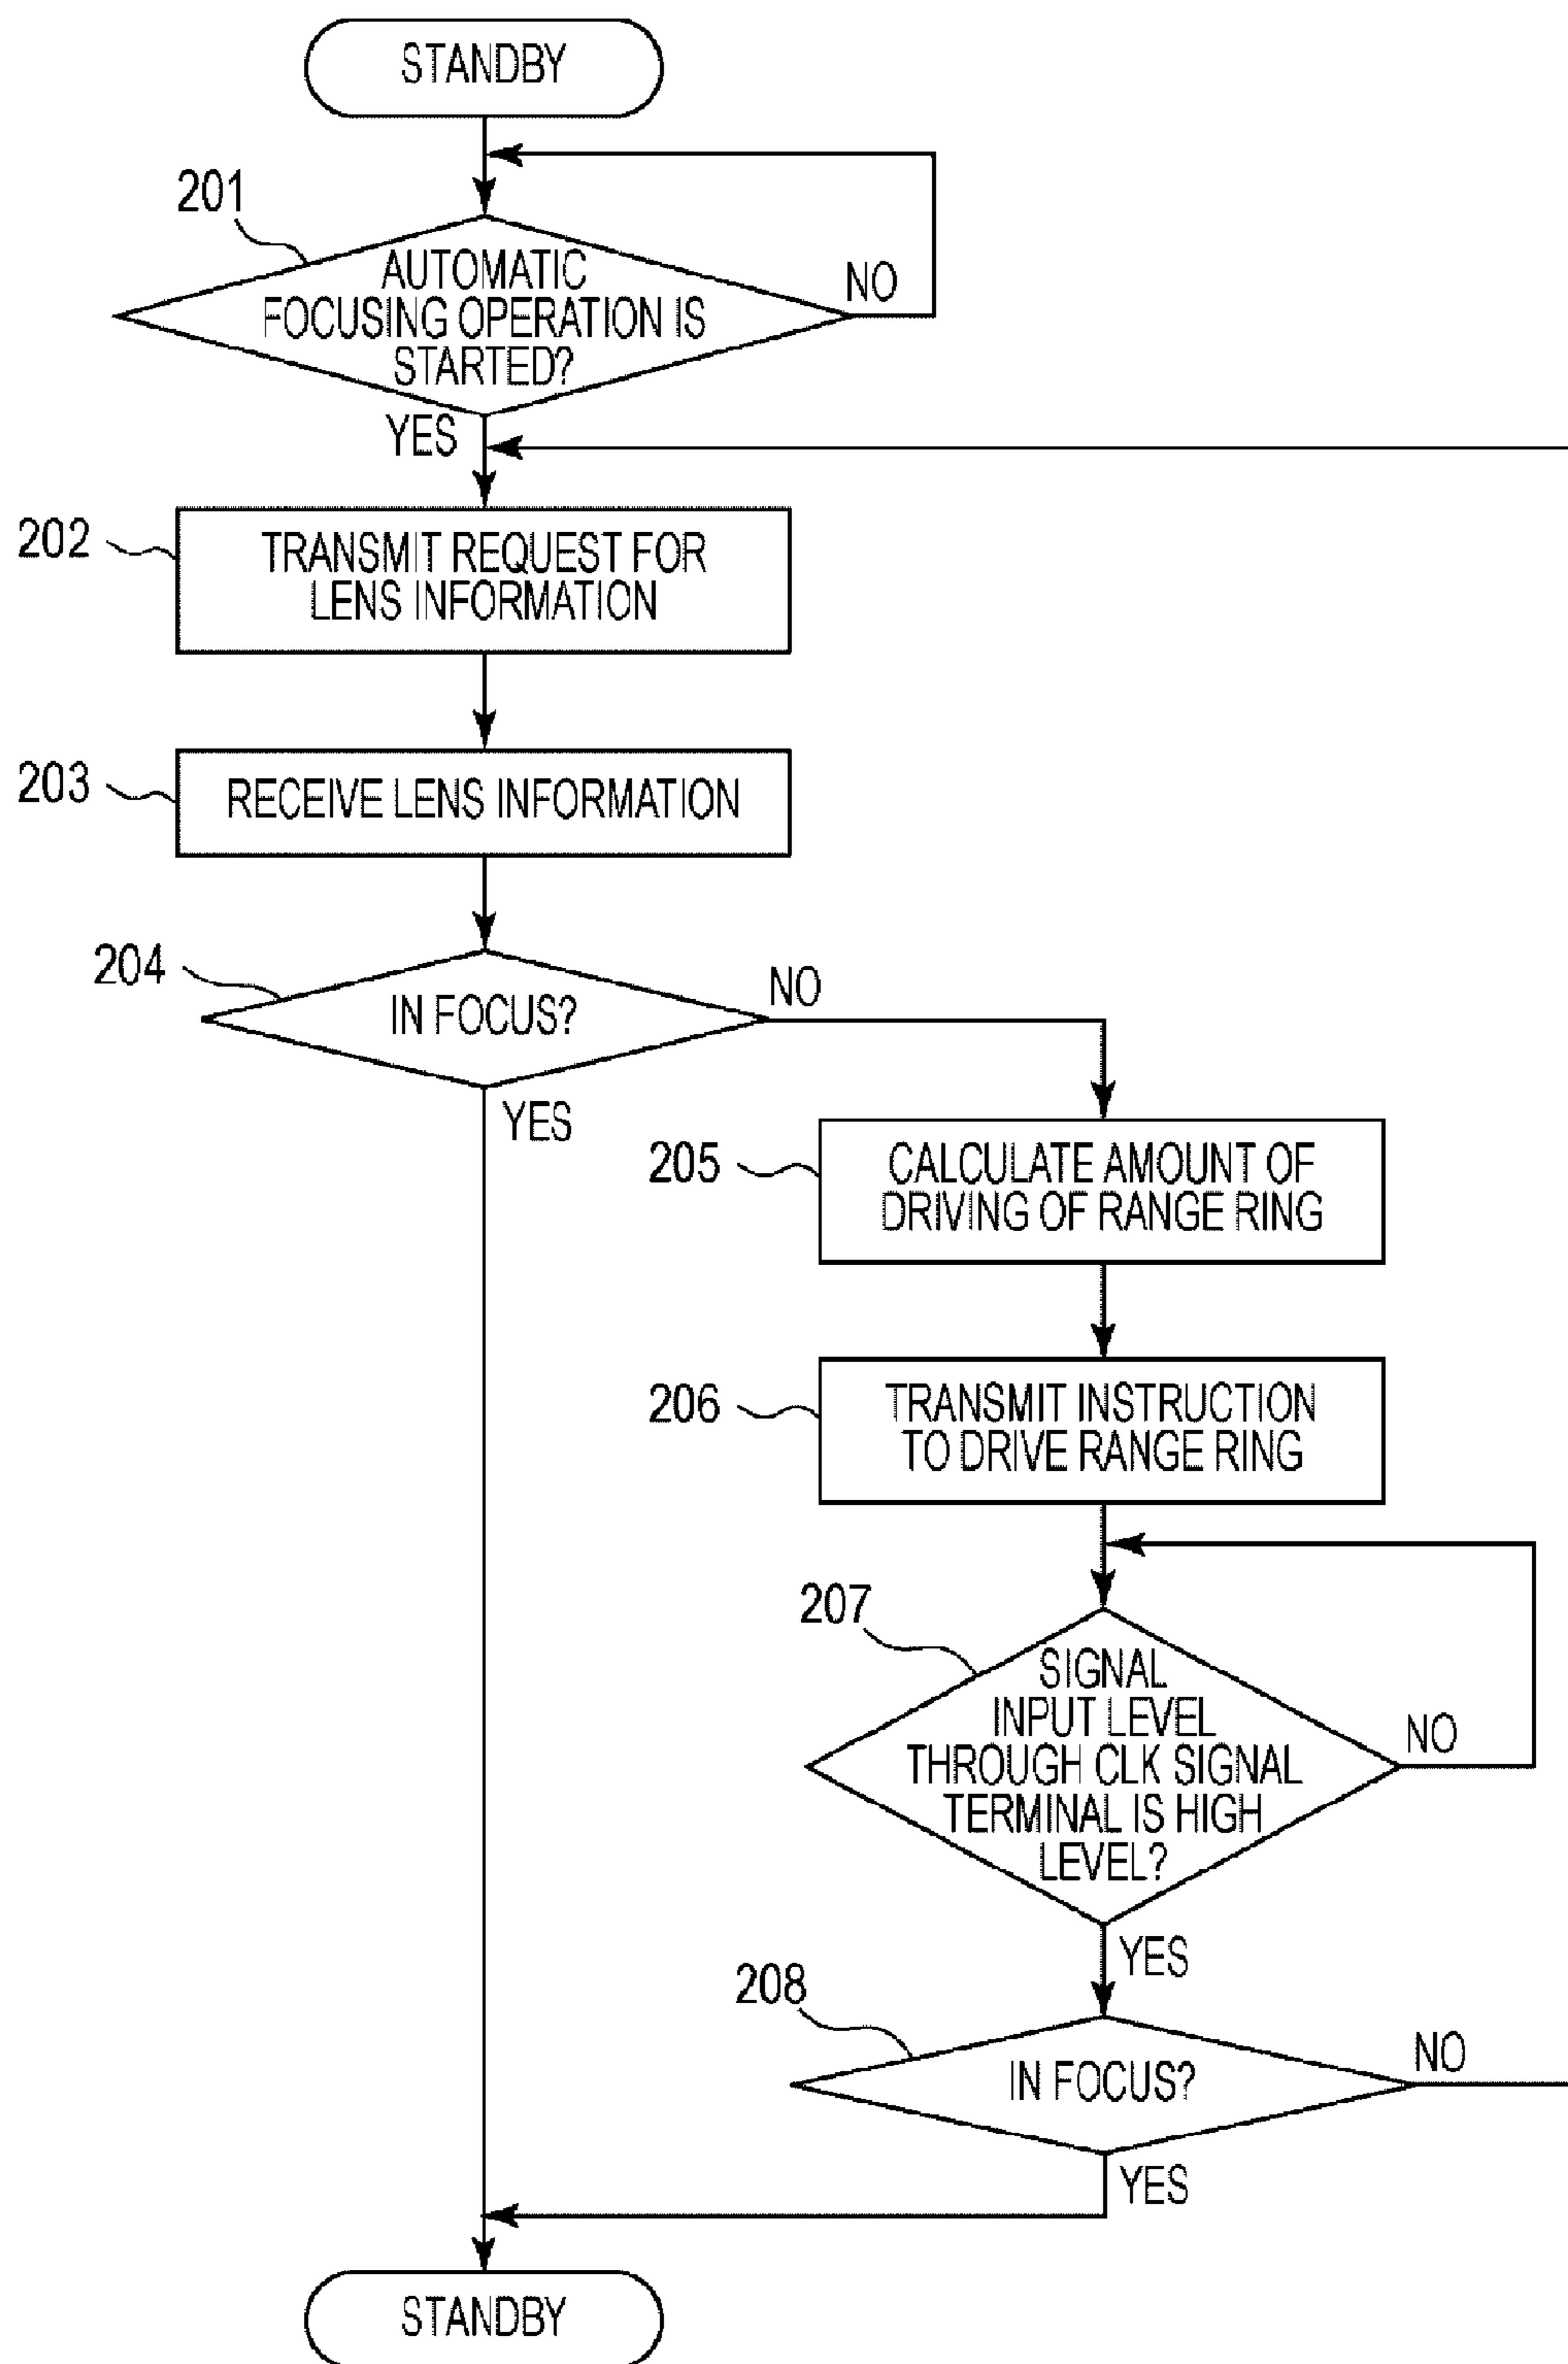 STANDBY
201
AUTOMATIC
FOCUSING OPERATION IS
STARTED?
NO
YES
202
TRANSMIT REQUEST FOR
LENS INFORMATION
203
RECEIVE LENS INFORMATION
204
IN FOCUS?
NO
YES
205
CALCULATE AMOUNT OF
DRIVING OF RANGE RING
206
TRANSMIT INSTRUCTION
TO DRIVE RANGE RING
207
SIGNAL
INPUT LEVEL
THROUGH CLK SIGNAL
TERMINAL IS HIGH
LEVEL?
NO
YES
208
IN FOCUS?
NO
YES
STANDBY